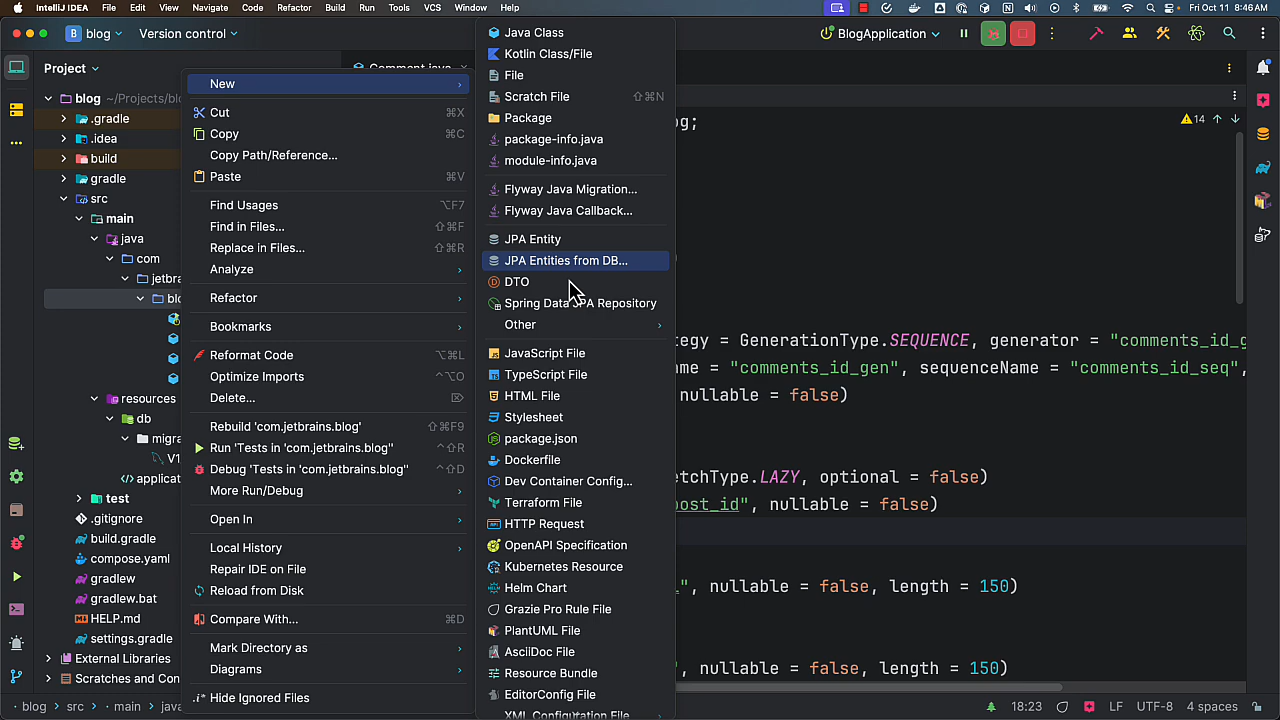 IntelliJ IDEA File Edit View Navigate Code Refactor Build Run Tools VCS Window Help Fri Oct 11 8:46 AM
B blog Version control BlogApplication
Project
Comment.java
blog ~/Projects/blo
.gradle
.idea
build
gradle
src
main
java
com
jetbra
blo
resources
db
migra
V1
applicat
test
.gitignore
build.gradle
compose.yaml
gradlew
gradlew.bat
HELP.md
settings.gradle
External Libraries
Scratches and Con
New
Cut ⌘X
Copy ⌘C
Copy Path/Reference...
Paste ⌘V
Find Usages ⌥F7
Find in Files... ⇧⌘F
Replace in Files... ⇧⌘R
Analyze
Refactor
Bookmarks
Reformat Code ⌥⌘L
Optimize Imports ⌃⌥O
Delete... ⌦
Rebuild 'com.jetbrains.blog' ⇧⌘F9
Run 'Tests in 'com.jetbrains.blog'' ⌃⇧R
Debug 'Tests in 'com.jetbrains.blog'' ⌃⇧D
More Run/Debug
Open In
Local History
Repair IDE on File
Reload from Disk
Compare With... ⌘D
Mark Directory as
Diagrams
Hide Ignored Files
Java Class
Kotlin Class/File
File
Scratch File ⇧⌘N
Package
package-info.java
module-info.java
Flyway Java Migration...
Flyway Java Callback...
JPA Entity
JPA Entities from DB...
DTO
Spring Data JPA Repository
Other
JavaScript File
TypeScript File
HTML File
Stylesheet
package.json
Dockerfile
Dev Container Config...
Terraform File
HTTP Request
OpenAPI Specification
Kubernetes Resource
Helm Chart
Grazie Pro Rule File
PlantUML File
AsciiDoc File
Resource Bundle
EditorConfig File
XML Configuration File
og;
14
)
tegy = GenerationType.SEQUENCE, generator = "comments_id_g
name = "comments_id_gen", sequenceName = "comments_id_seq",
nullable = false)
etchType.LAZY, optional = false)
post_id", nullable = false)
", nullable = false, length = 150)
", nullable = false, length = 150)
blog src main java 18:23 LF UTF-8 4 spaces